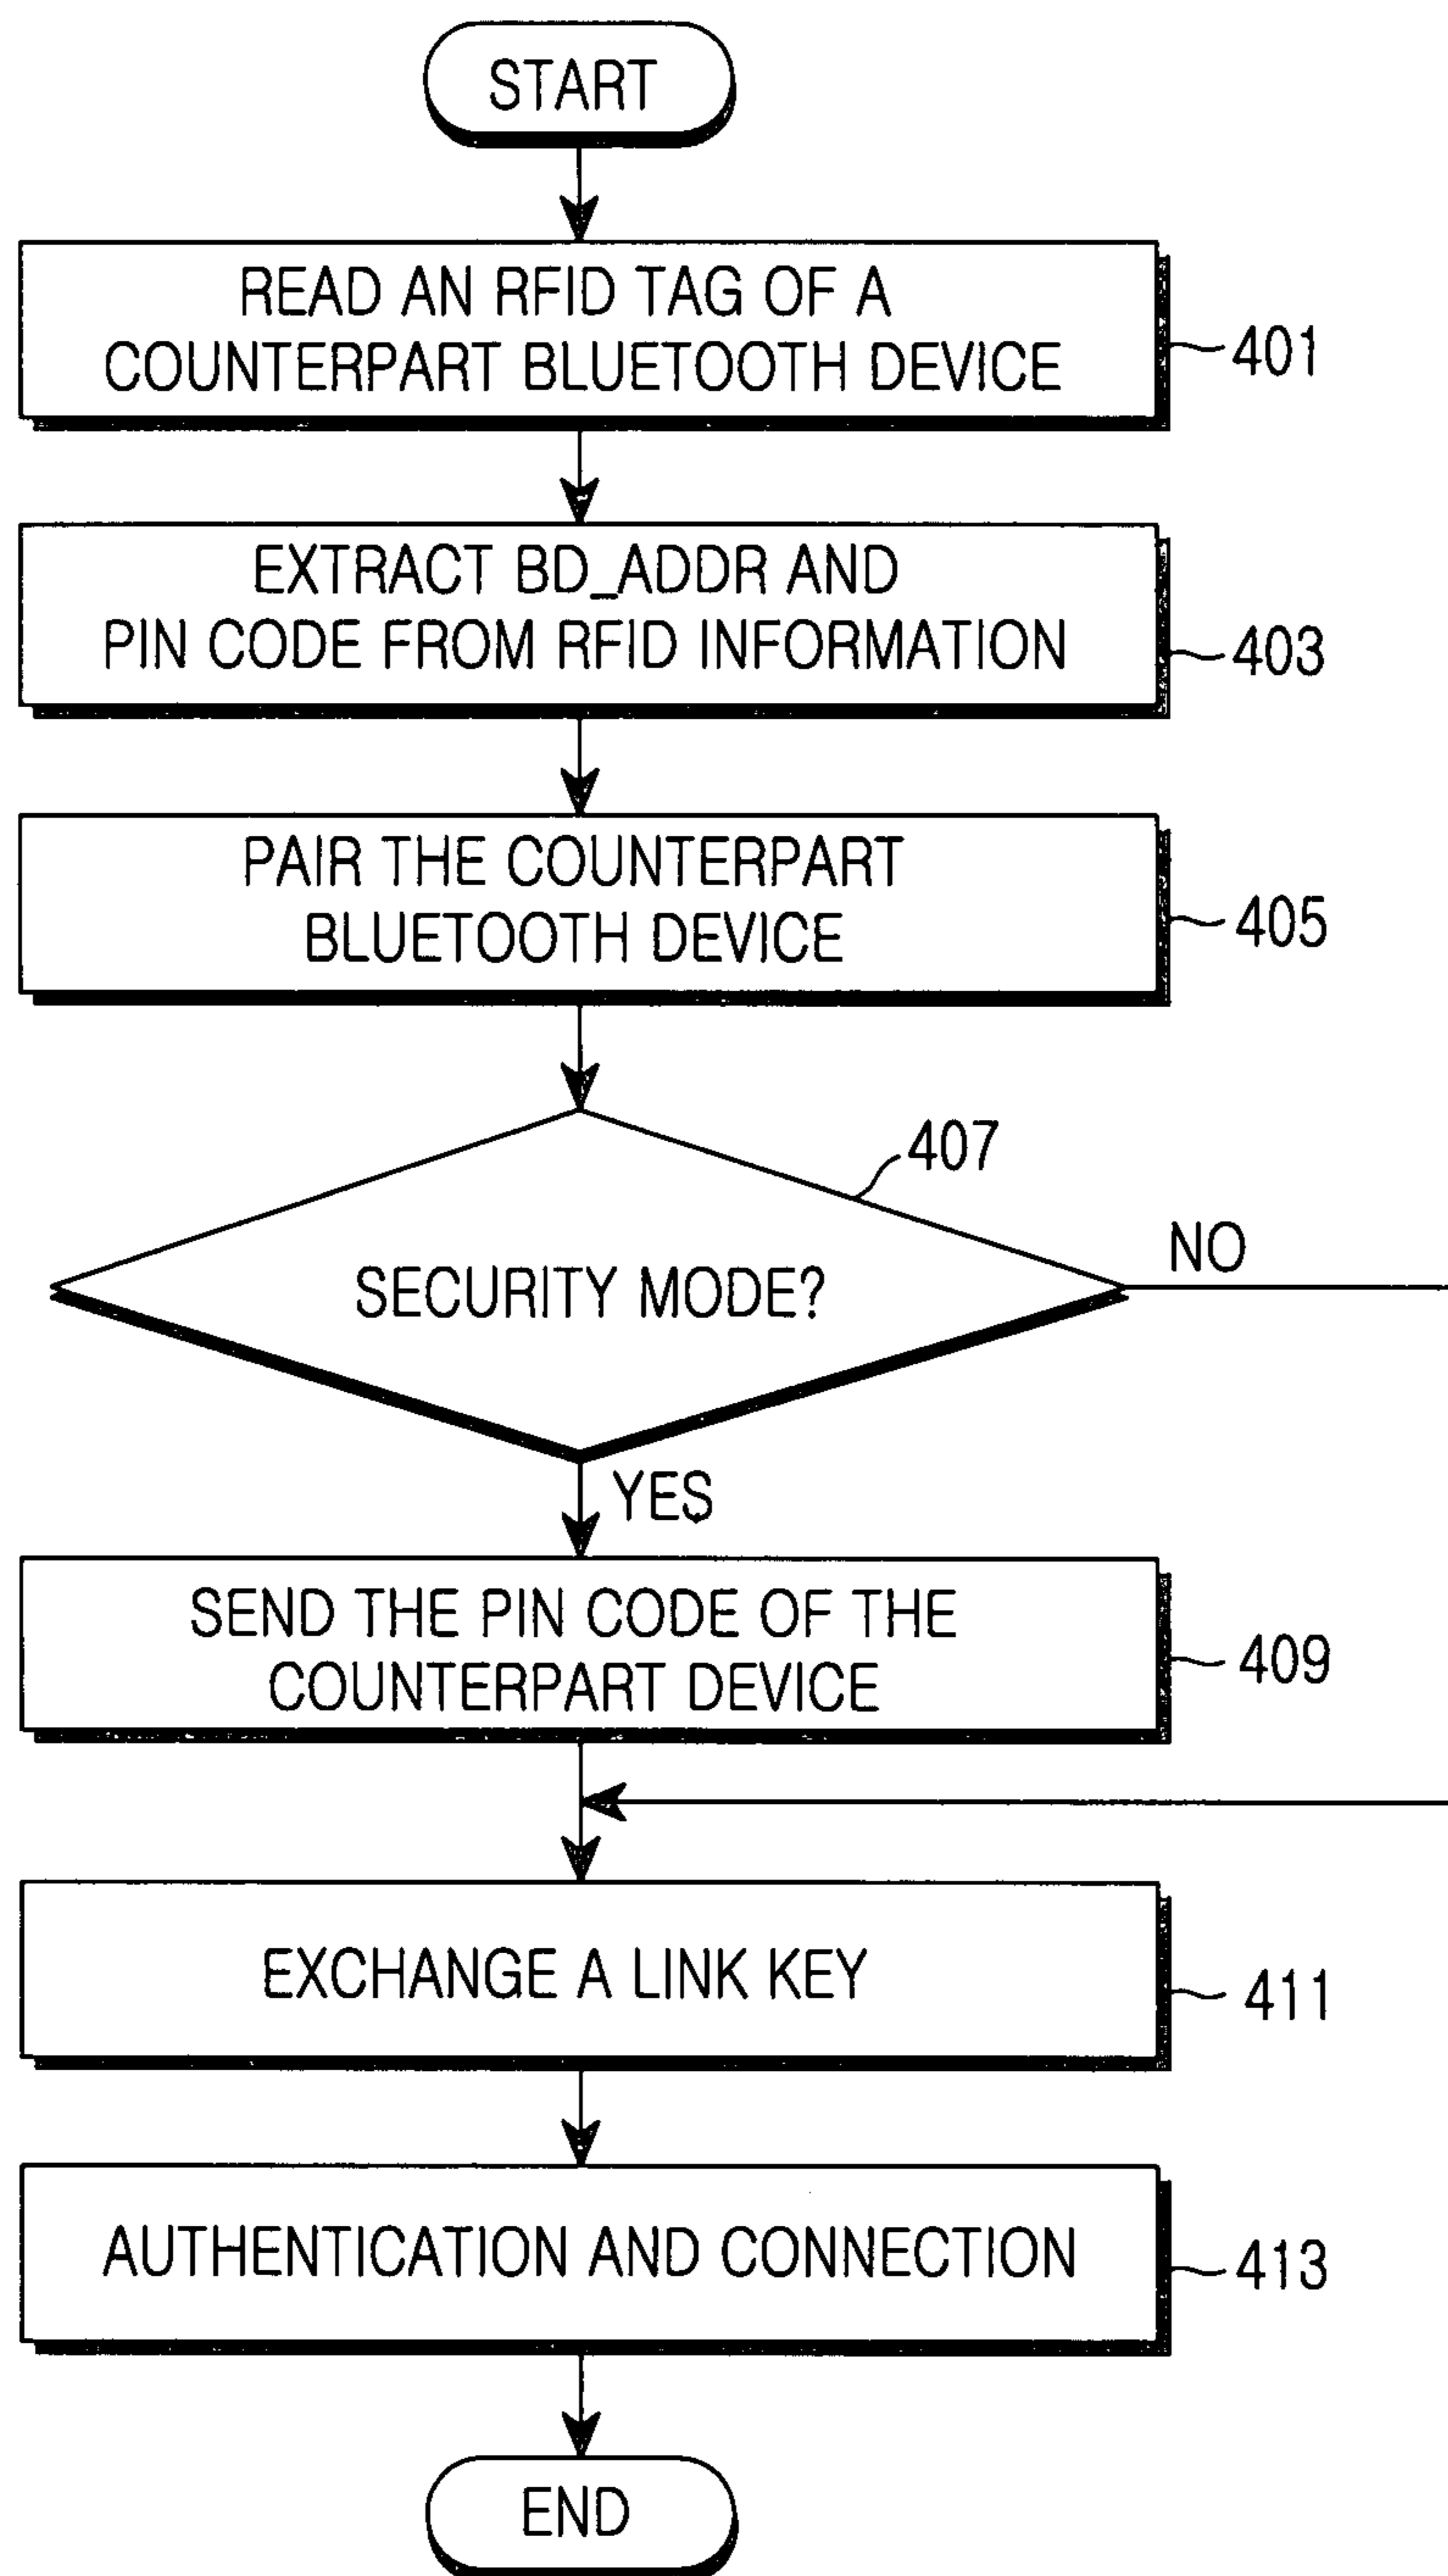 START
READ AN RFID TAG OF A
COUNTERPART BLUETOOTH DEVICE
401
EXTRACT BD_ADDR AND
PIN CODE FROM RFID INFORMATION
403
PAIR THE COUNTERPART
BLUETOOTH DEVICE
405
407
SECURITY MODE?
NO
YES
SEND THE PIN CODE OF THE
COUNTERPART DEVICE
409
EXCHANGE A LINK KEY
411
AUTHENTICATION AND CONNECTION
413
END